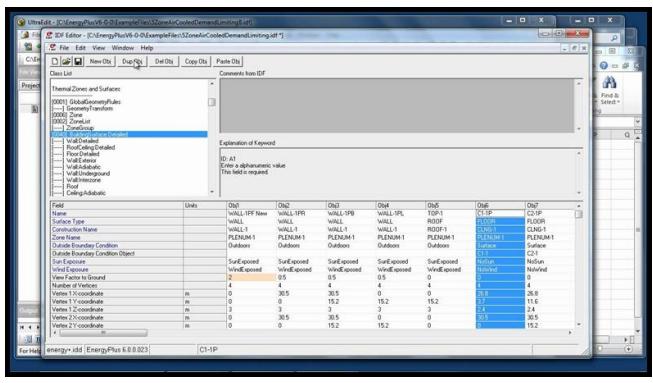 UltraEdit - [C:\EnergyPlusV6-0-0\ExampleFiles\5ZoneAirCooledDemandLimiting.idf]
IDF Editor - [C:\EnergyPlusV6-0-0\ExampleFiles\5ZoneAirCooledDemandLimiting.idf *]
File Edit View Window Help
New Obj Dup Obj Del Obj Copy Obj Paste Obj
Class List Comments from IDF
Thermal Zones and Surfaces
[0001] GlobalGeometryRules
[----] GeometryTransform
[0006] Zone
[0002] ZoneList
[----] ZoneGroup
[0040] BuildingSurface:Detailed
[----] Wall:Detailed
[----] RoofCeiling:Detailed
[----] Floor:Detailed
[----] Wall:Exterior
[----] Wall:Adiabatic
[----] Wall:Underground
[----] Wall:Interzone
[----] Roof
[----] Ceiling:Adiabatic
Explanation of Keyword
ID: A1
Enter a alphanumeric value
This field is required.
Find &
Select
Project
Field Units Obj1 Obj2 Obj3 Obj4 Obj5 Obj6 Obj7
Name WALL-1PF New WALL-1PR WALL-1PB WALL-1PL TOP-1 C1-1P C2-1P
Surface Type WALL WALL WALL WALL ROOF FLOOR FLOOR
Construction Name WALL-1 WALL-1 WALL-1 WALL-1 ROOF-1 CLNG-1 CLNG-1
Zone Name PLENUM-1 PLENUM-1 PLENUM-1 PLENUM-1 PLENUM-1 PLENUM-1 PLENUM-1
Outside Boundary Condition Outdoors Outdoors Outdoors Outdoors Outdoors Surface Surface
Outside Boundary Condition Object C1-1 C2-1
Sun Exposure SunExposed SunExposed SunExposed SunExposed SunExposed NoSun NoSun
Wind Exposure WindExposed WindExposed WindExposed WindExposed WindExposed NoWind NoWind
View Factor to Ground 2 0.5 0.5 0.5 0 0 0
Number of Vertices 4 4 4 4 4 4 4
Vertex 1 X-coordinate m 0 30.5 30.5 0 0 26.8 26.8
Vertex 1 Y-coordinate m 0 0 15.2 15.2 15.2 3.7 11.6
Vertex 1 Z-coordinate m 3 3 3 3 3 2.4 2.4
Vertex 2 X-coordinate m 0 30.5 30.5 0 0 30.5 30.5
Vertex 2 Y-coordinate m 0 0 15.2 15.2 0 0 15.2
energy+.idd EnergyPlus 6.0.0.023 C1-1P
For Help